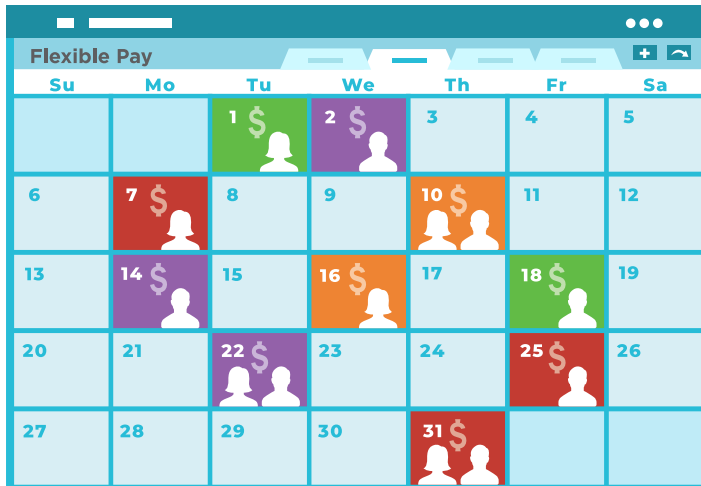 Flexible Pay
Su Mo Tu We Th Fr Sa
1 $ 2 $ 3 4 5
6 7 $ 8 9 10 $ 11 12
13 14 $ 15 16 $ 17 18 $ 19
20 21 22 $ 23 24 25 $ 26
27 28 29 30 31 $